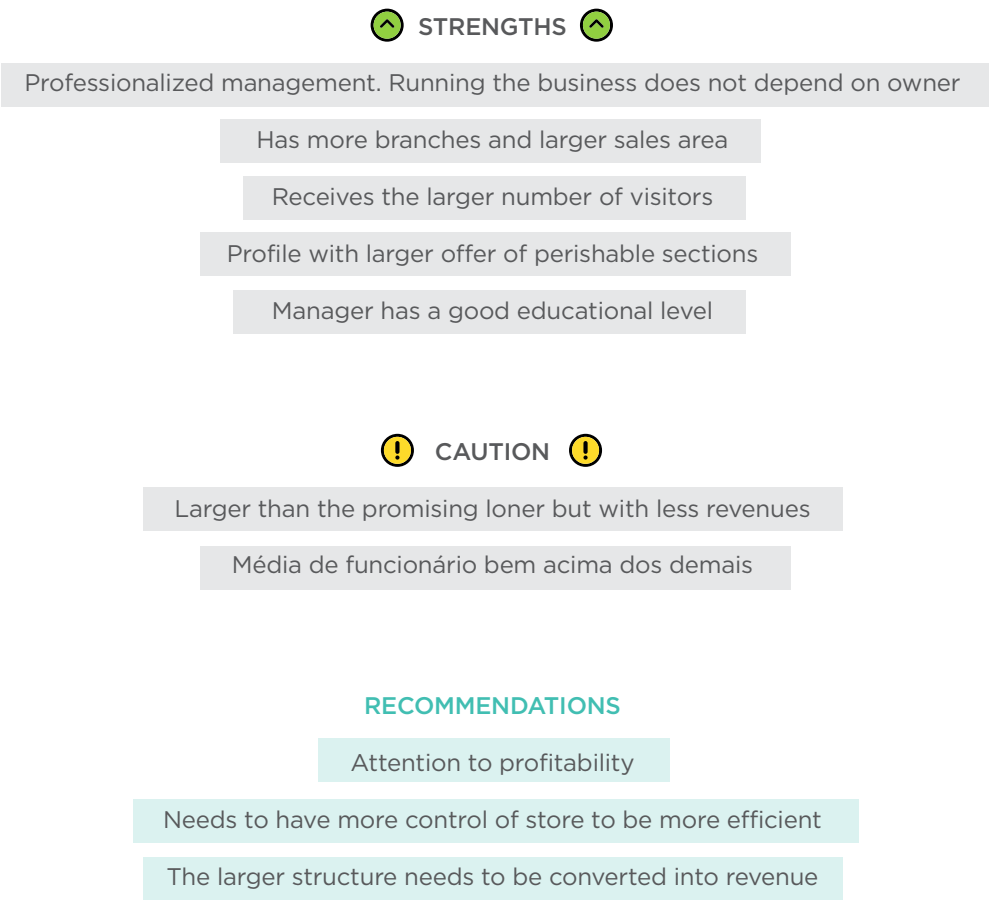 STRENGTHS
Professionalized management. Running the business does not depend on owner
Has more branches and larger sales area
Receives the larger number of visitors
Profile with larger offer of perishable sections
Manager has a good educational level
CAUTION
Larger than the promising loner but with less revenues
Média de funcionário bem acima dos demais
RECOMMENDATIONS
Attention to profitability
Needs to have more control of store to be more efficient
The larger structure needs to be converted into revenue